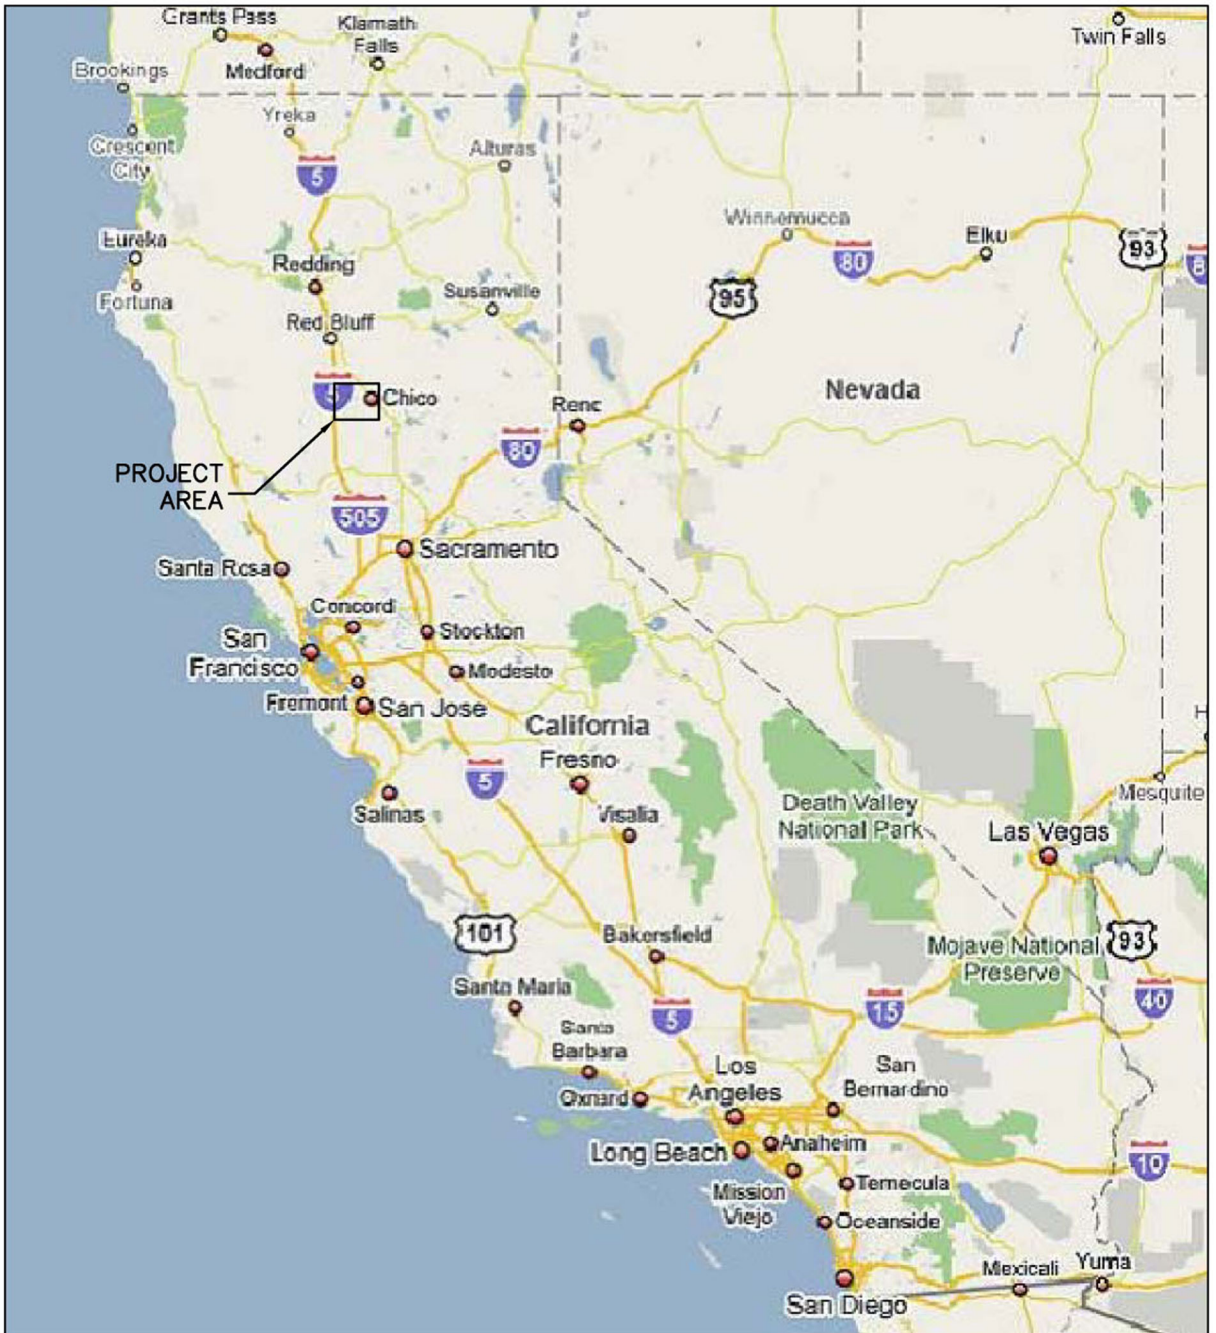 Grants Pass
Klamath
Falls
Medford
Twin Falls
Brookings
Yreka
Crescent
City
Alturas
5
Winnemucca
Elku
93
80
Eureka
Redding
Fortuna
Susanville
95
Red Bluff
5
Chico
Nevada
Renc
80
PROJECT
AREA
505
Sacramento
Santa Rosa
Concord
San
Francisco
Stockton
Modesto
Fremont
San Jose
California
H
Fresno
5
Mesquite
Salinas
Visalia
Death Valley
National Park
Las Vegas
101
Bakersfield
Mojave National
Preserve
93
Santa Maria
5
15
40
Santa
Barbara
Los
Angeles
San
Bernardino
Oxnard
Long Beach
Anaheim
10
Mission
Viejo
Temecula
Oceanside
Mexicali
Yuma
San Diego